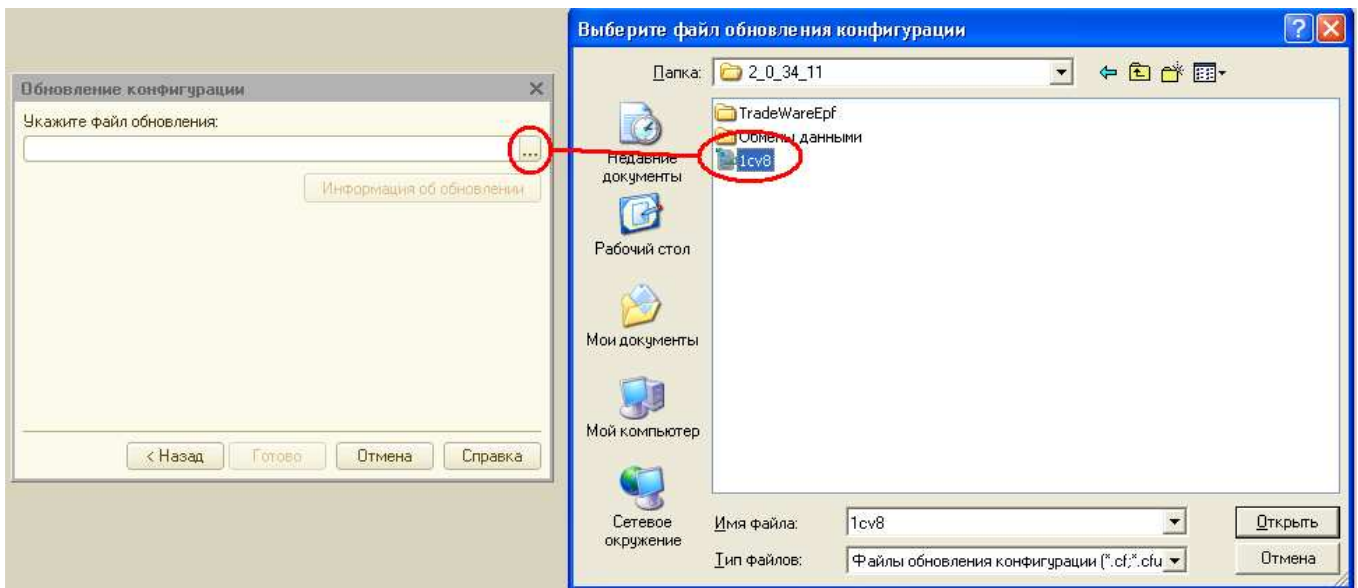 Обновление конфигурации
Укажите файл обновления:
...
Информация об обновлении
< Назад
Готово
Отмена
Справка
Выберите файл обновления конфигурации
Папка:
2_0_34_11
TradeWareEpf
Обмены данными
1cv8
Недавние
документы
Рабочий стол
Мои документы
Мой компьютер
Сетевое
окружение
Имя файла:
1cv8
Открыть
Тип файлов:
Файлы обновления конфигурации (*.cf;*.cfu
Отмена